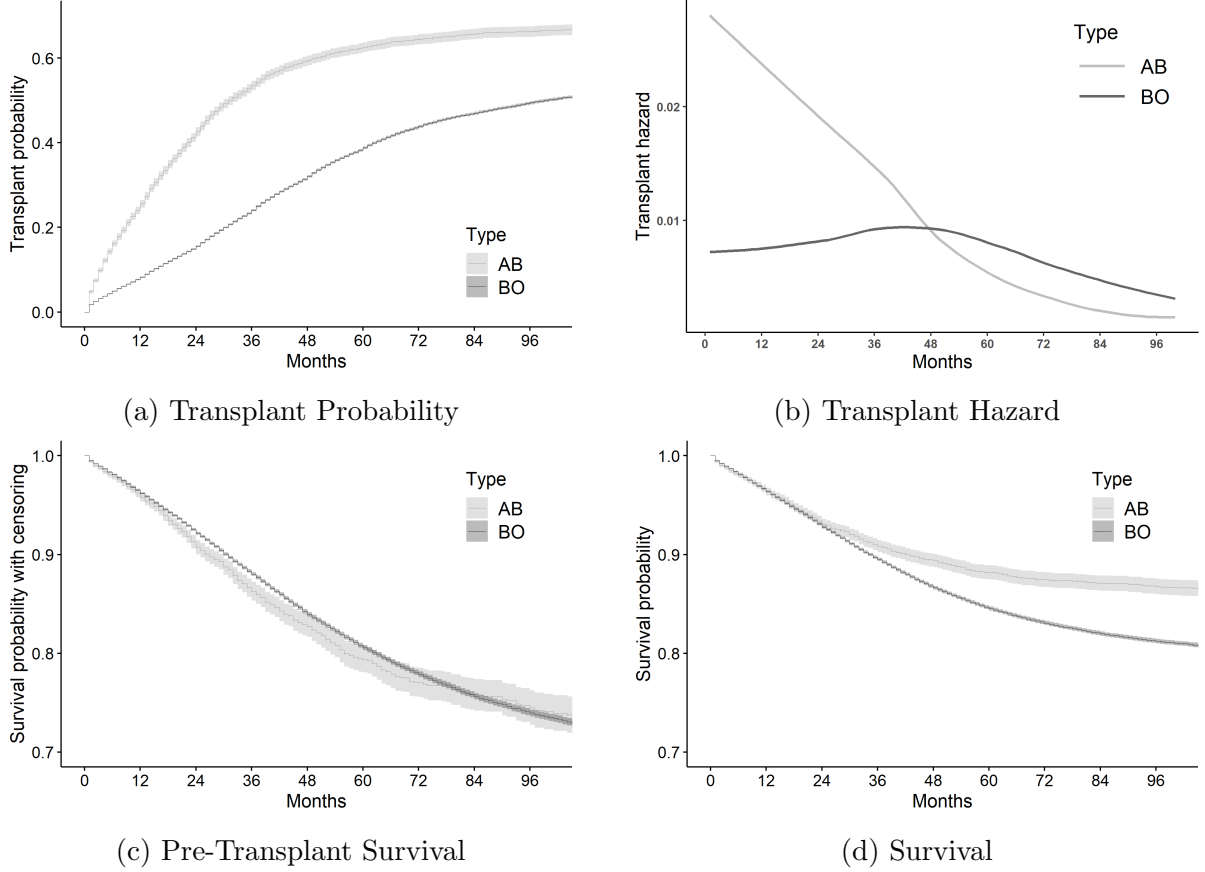 Transplant probability
0.6
0.4
0.2
0.0
Type
AB
BO
0 12 24 36 48 60 72 84 96
Months
(a) Transplant Probability
Transplant hazard
0.02
0.01
Type
AB
BO
0 12 24 36 48 60 72 84 96
Months
(b) Transplant Hazard
Survival probability with censoring
1.0
0.9
0.8
0.7
Type
AB
BO
0 12 24 36 48 60 72 84 96
Months
(c) Pre-Transplant Survival
Survival probability
1.0
0.9
0.8
0.7
Type
AB
BO
0 12 24 36 48 60 72 84 96
Months
(d) Survival